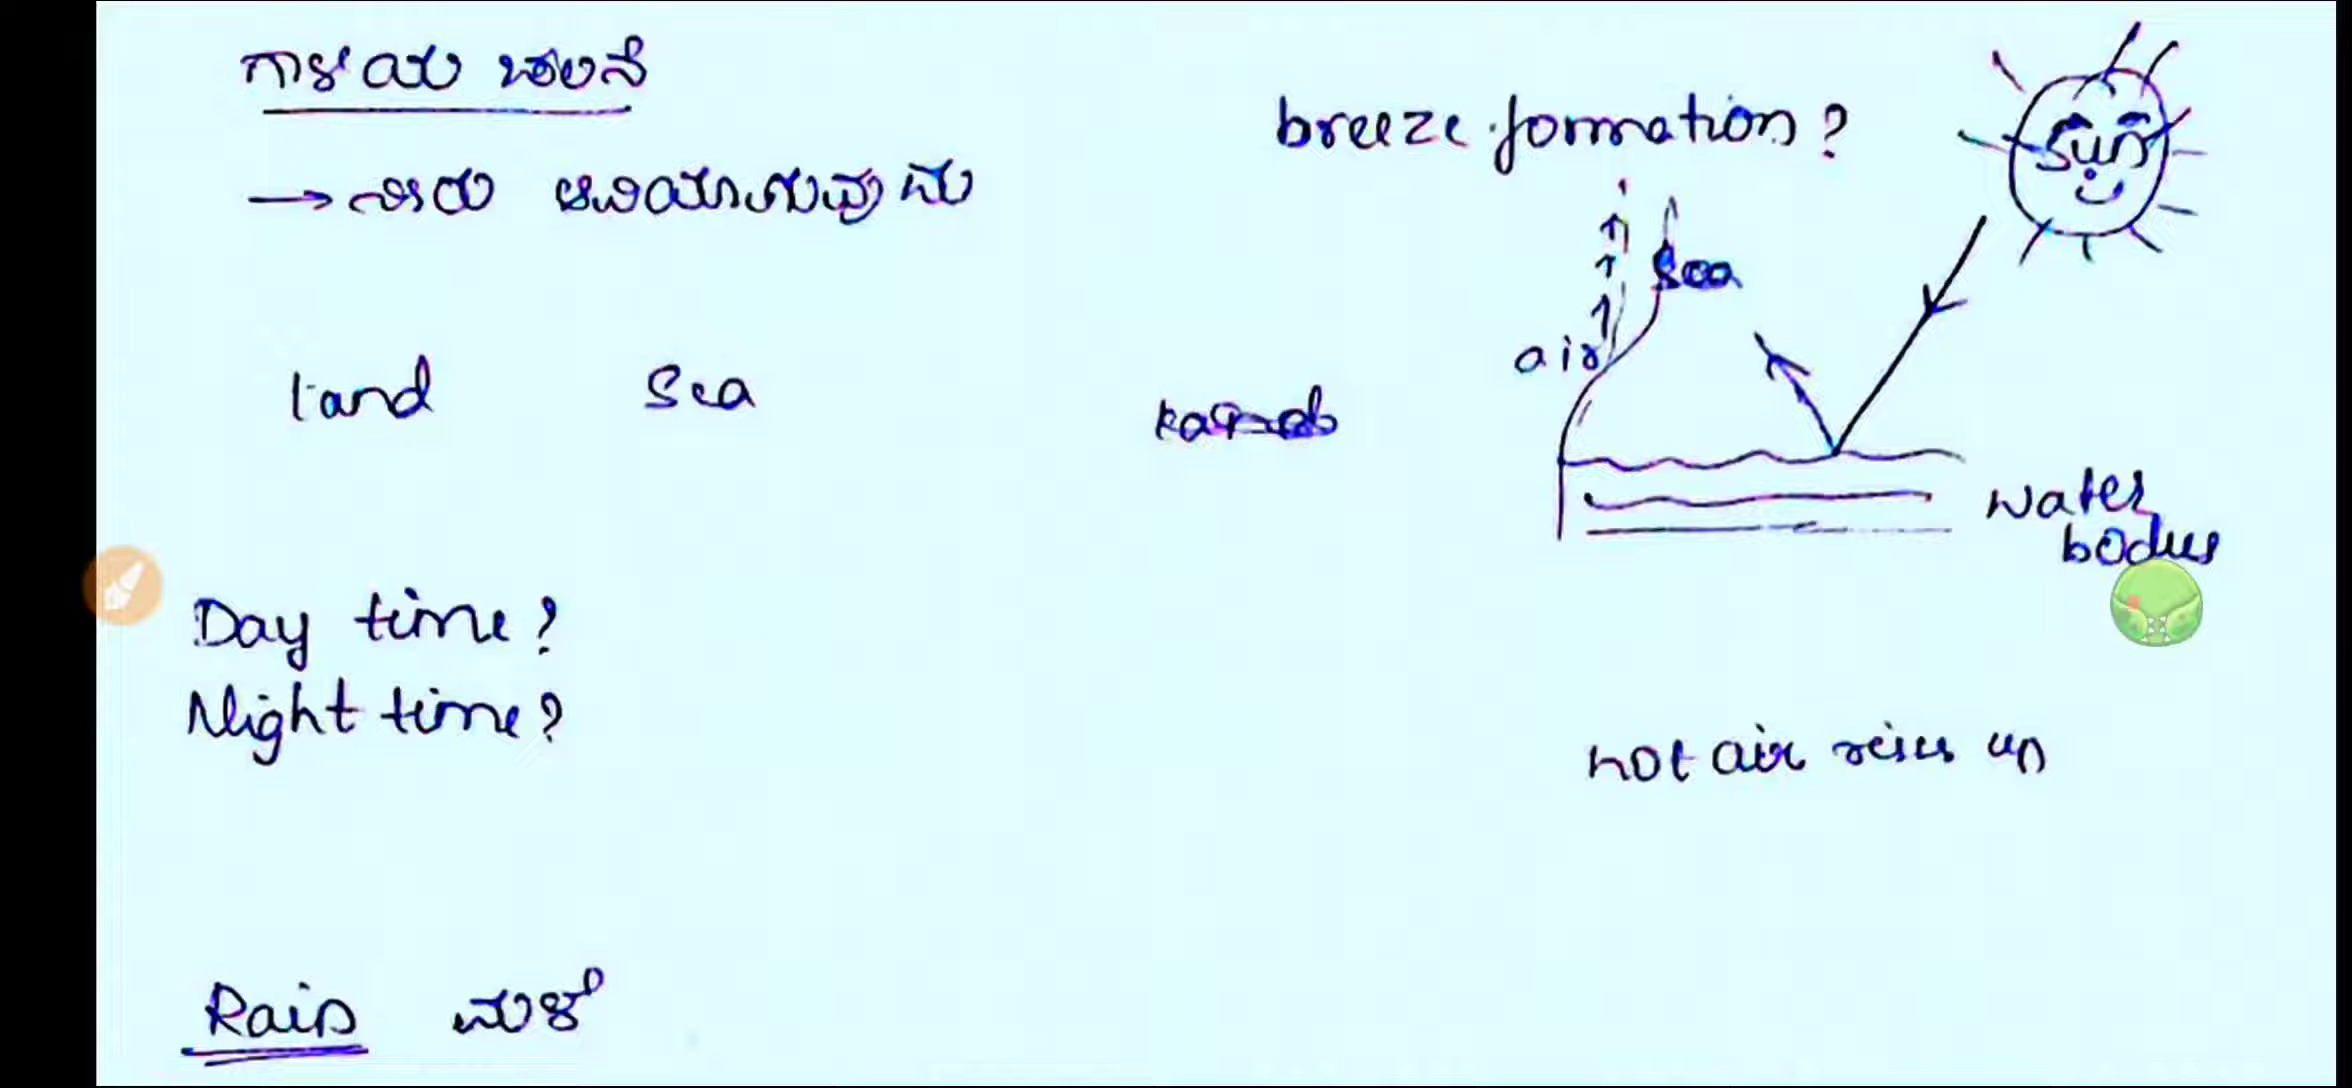 ಗಾಳಿಯ ಚಲನೆ
→ ನೀರು ಆವಿಯಾಗುವುದು
breeze formation?
Sun
Sea
air
land Sea
water
bodies
Day time?
Night time?
hot air rises up
Rain ಮಳೆ